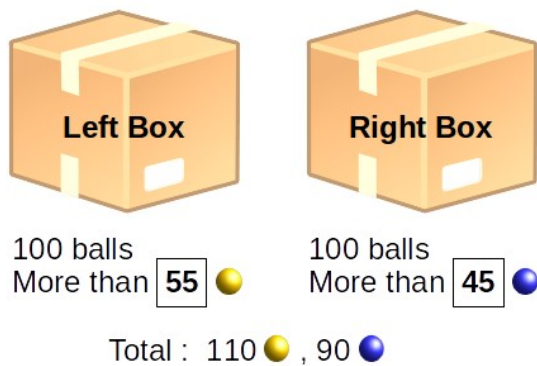 Left Box
Right Box
100 balls
More than 55
100 balls
More than 45
Total : 110 , 90